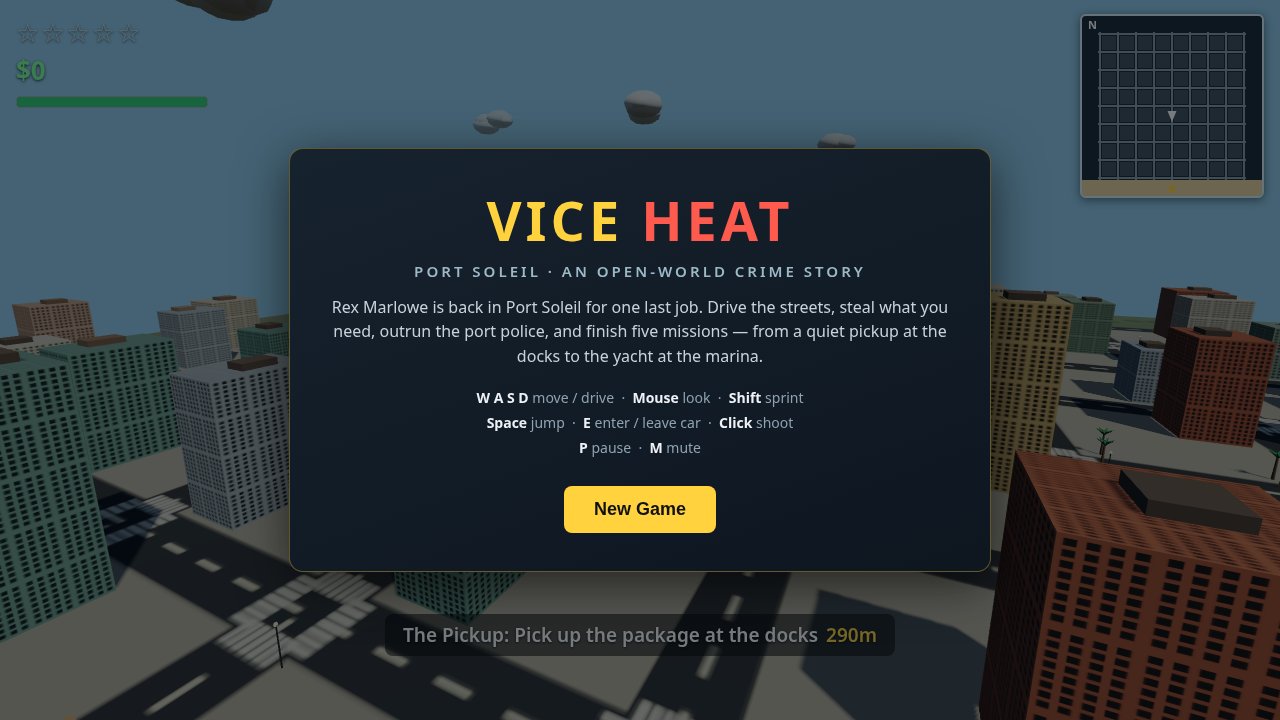 ☆☆☆☆☆
$0
N
VICE HEAT
PORT SOLEIL · AN OPEN-WORLD CRIME STORY
Rex Marlowe is back in Port Soleil for one last job. Drive the streets, steal what you
need, outrun the port police, and finish five missions — from a quiet pickup at the
docks to the yacht at the marina.
W A S D move / drive · Mouse look · Shift sprint
Space jump · E enter / leave car · Click shoot
P pause · M mute
New Game
The Pickup: Pick up the package at the docks 290m